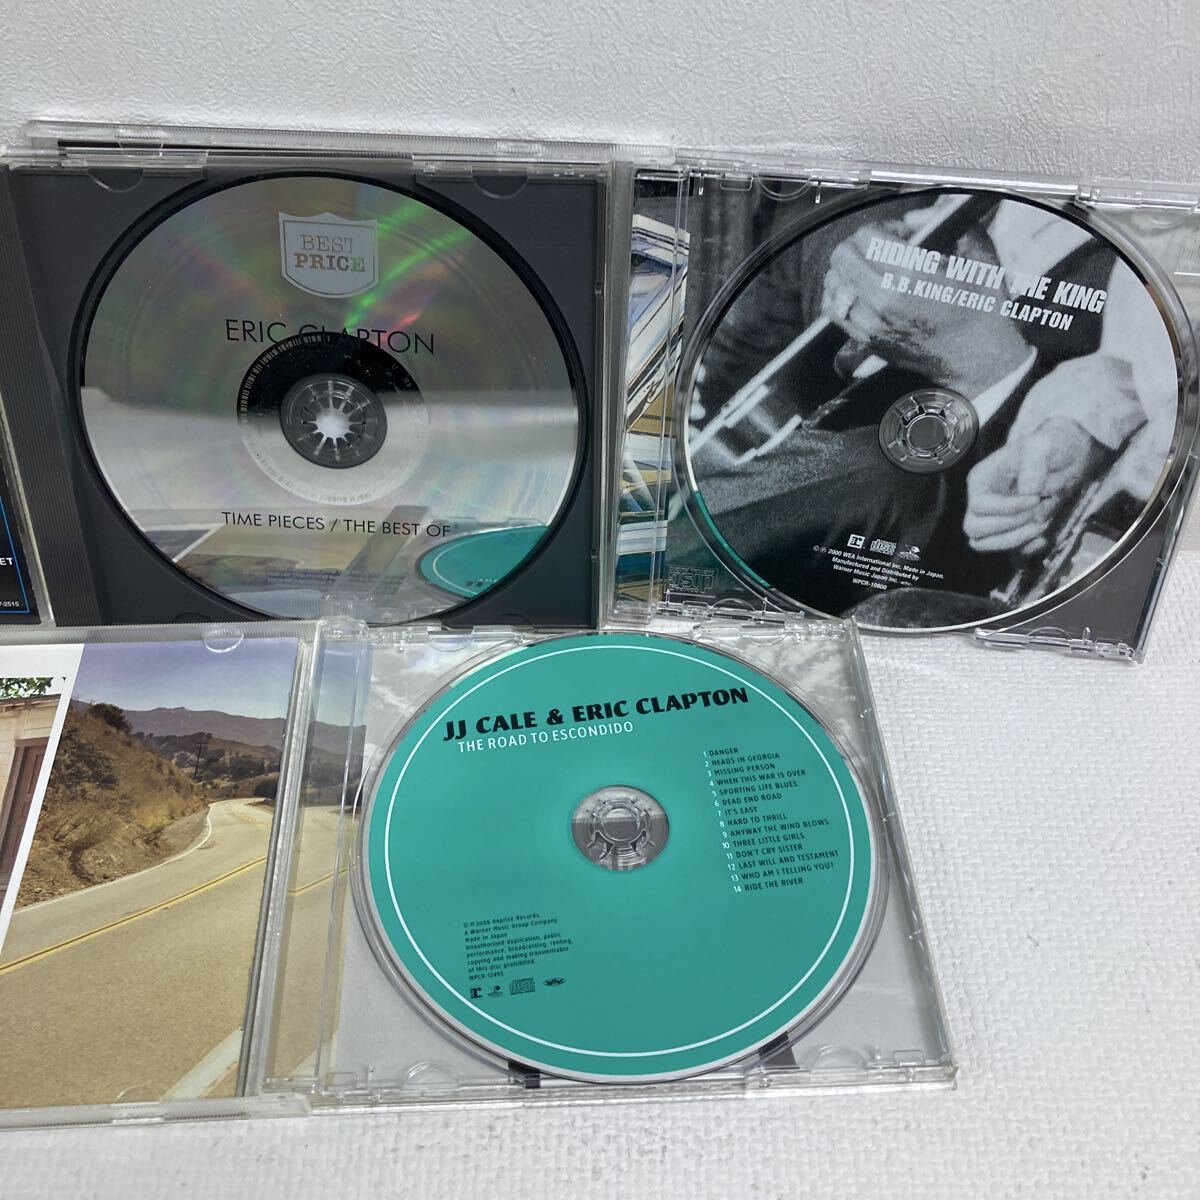 BEST
PRICE
ERIC CLAPTON
TIME PIECES / THE BEST OF
ET
7-2515
RIDING WITH THE KING
B.B.KING/ERIC CLAPTON
©℗ 2000 WEA International Inc. Made in Japan.
Manufactured and Distributed by
Warner Music Japan Inc.
WPCR-10800
JJ CALE & ERIC CLAPTON
THE ROAD TO ESCONDIDO
1 DANGER
2 HEADS IN GEORGIA
3 MISSING PERSON
4 WHEN THIS WAR IS OVER
5 SPORTING LIFE BLUES
6 DEAD END ROAD
7 IT'S EASY
8 HARD TO THRILL
9 ANYWAY THE WIND BLOWS
10 THREE LITTLE GIRLS
11 DON'T CRY SISTER
12 LAST WILL AND TESTAMENT
13 WHO AM I TELLING YOU?
14 RIDE THE RIVER
©℗2006 Reprise Records,
A Warner Music Group Company.
Made in Japan
Unauthorized duplication, public
performance, broadcasting, renting,
copying and making transmittable
of this disc prohibited.
WPCR-12495